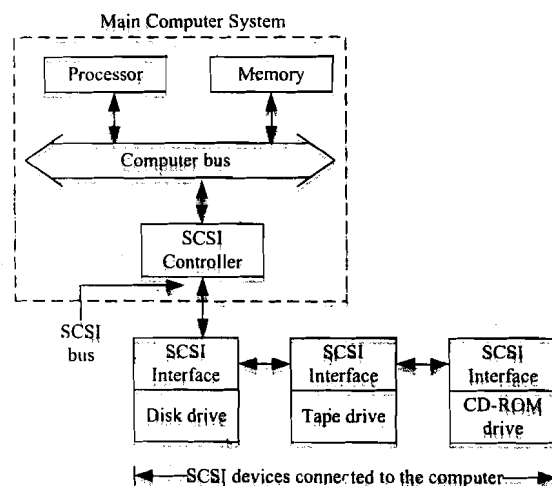 Main Computer System
Processor
Memory
Computer bus
SCSI
Controller
SCSI
bus
SCSI
Interface
Disk drive
SCSI
Interface
Tape drive
SCSI
Interface
CD-ROM
drive
SCSI devices connected to the computer